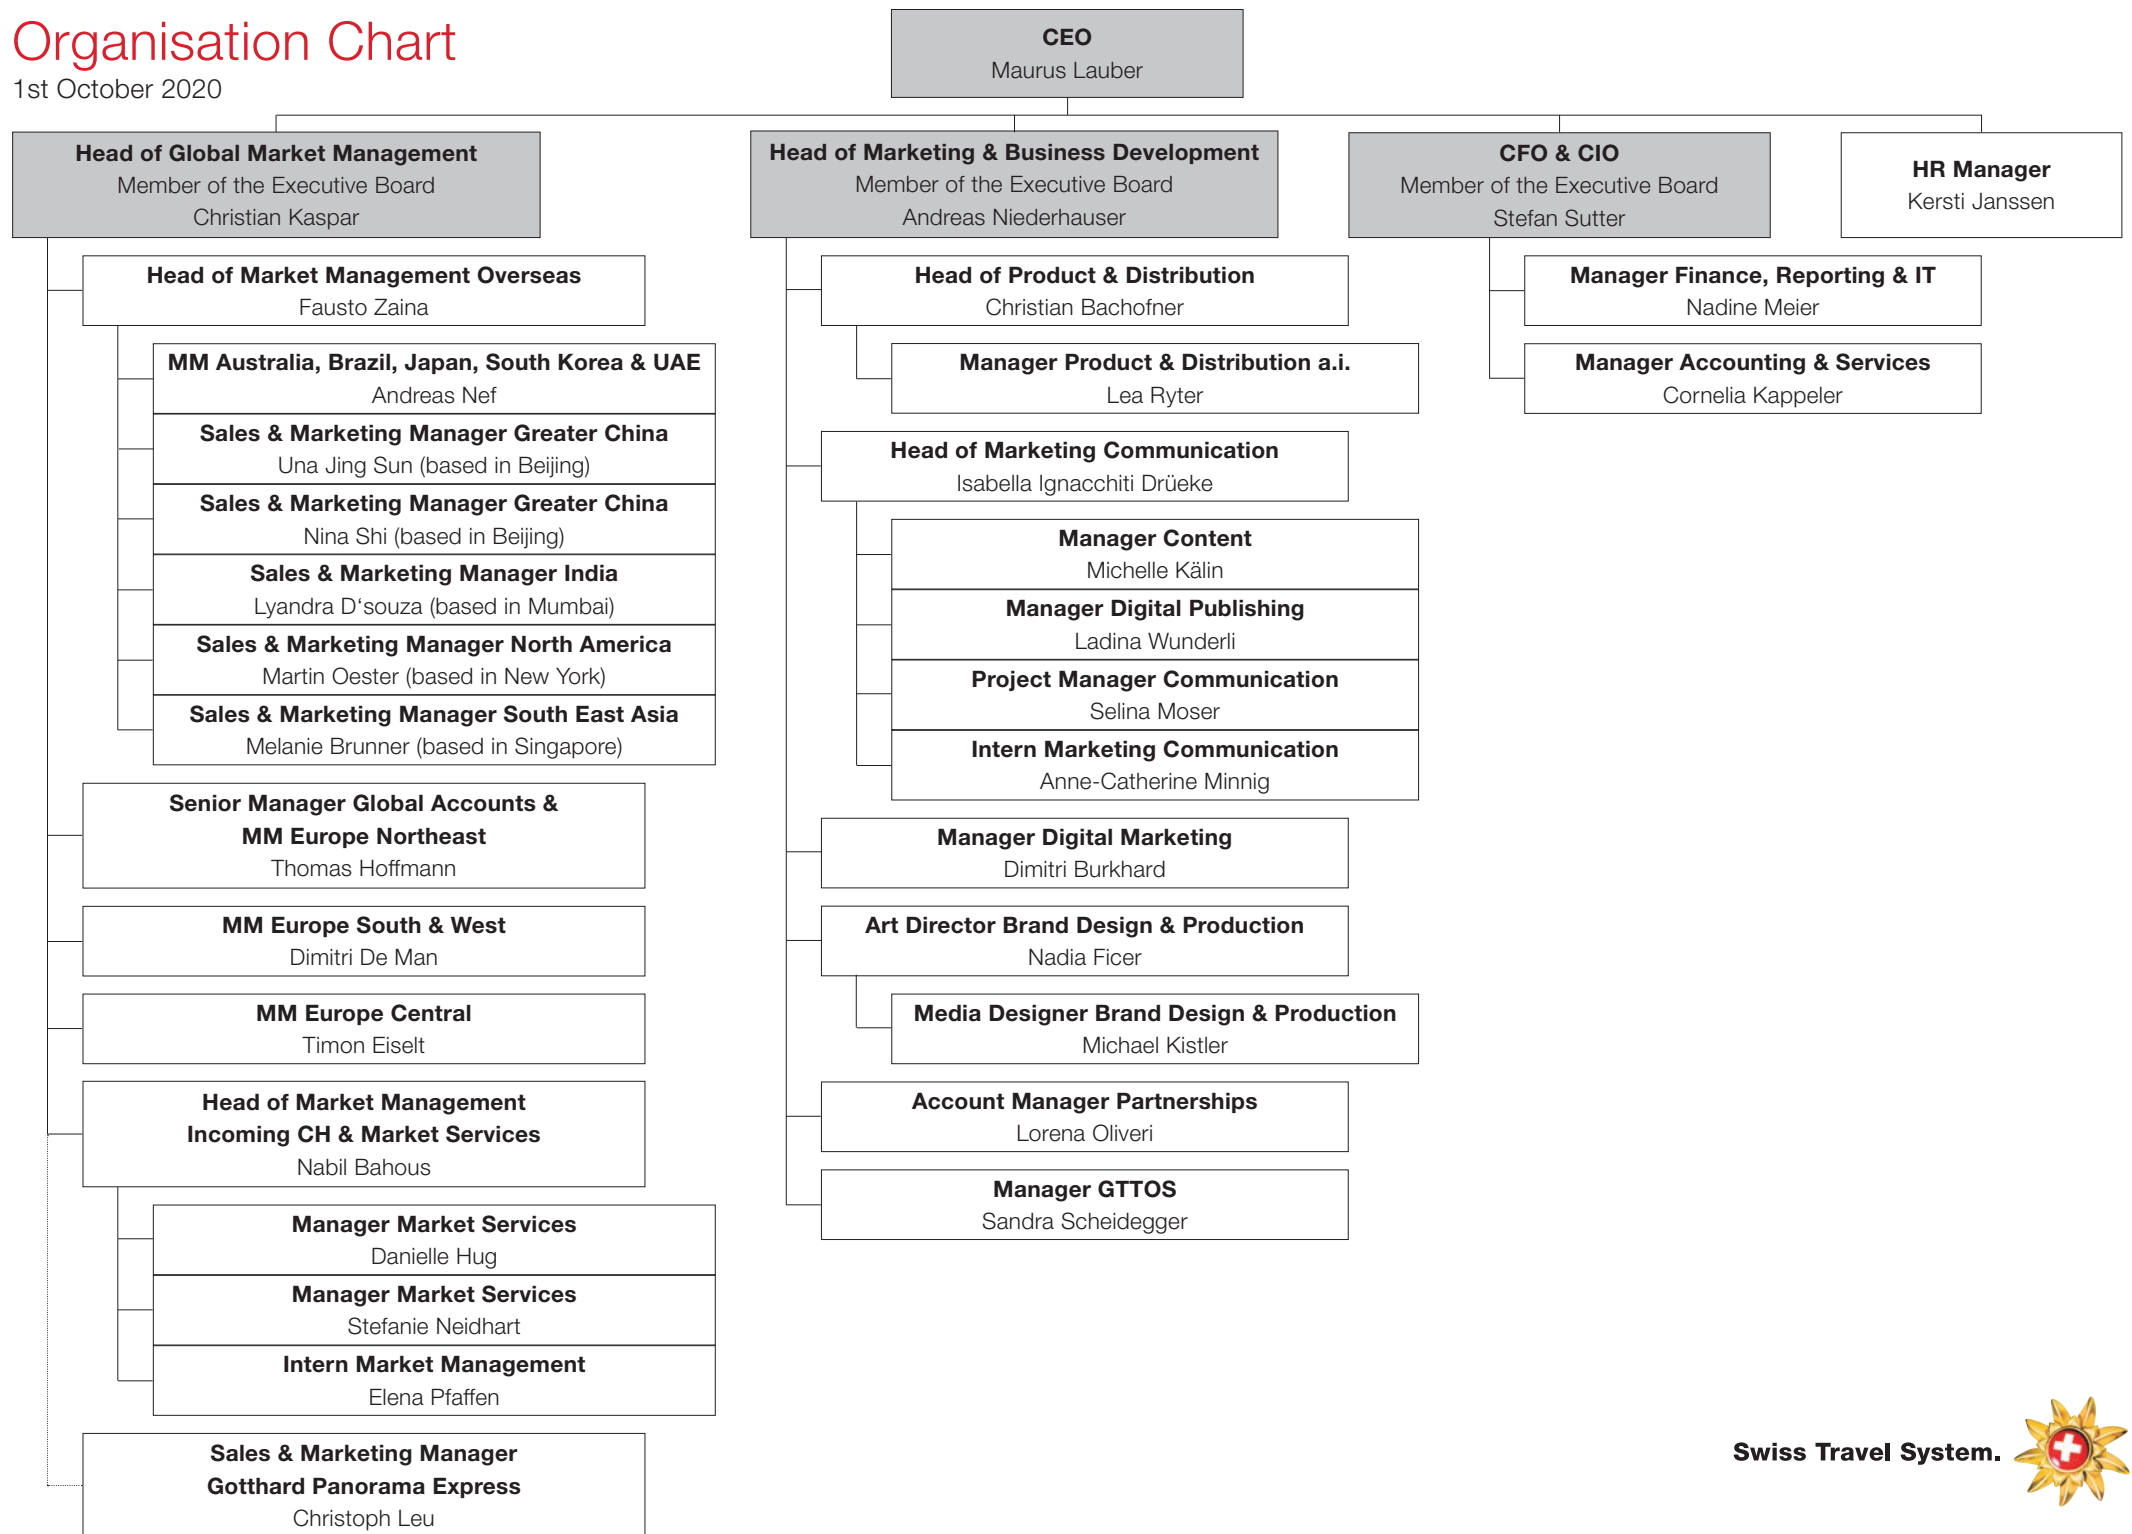 Organisation Chart
1st October 2020
CEO
Maurus Lauber
Head of Global Market Management
Member of the Executive Board
Christian Kaspar
Head of Market Management Overseas
Fausto Zaina
MM Australia, Brazil, Japan, South Korea & UAE
Andreas Nef
Sales & Marketing Manager Greater China
Una Jing Sun (based in Beijing)
Sales & Marketing Manager Greater China
Nina Shi (based in Beijing)
Sales & Marketing Manager India
Lyandra D‘souza (based in Mumbai)
Sales & Marketing Manager North America
Martin Oester (based in New York)
Sales & Marketing Manager South East Asia
Melanie Brunner (based in Singapore)
Senior Manager Global Accounts &
MM Europe Northeast
Thomas Hoffmann
MM Europe South & West
Dimitri De Man
MM Europe Central
Timon Eiselt
Head of Market Management
Incoming CH & Market Services
Nabil Bahous
Manager Market Services
Danielle Hug
Manager Market Services
Stefanie Neidhart
Intern Market Management
Elena Pfaffen
Sales & Marketing Manager
Gotthard Panorama Express
Christoph Leu
Head of Marketing & Business Development
Member of the Executive Board
Andreas Niederhauser
Head of Product & Distribution
Christian Bachofner
Manager Product & Distribution a.i.
Lea Ryter
Head of Marketing Communication
Isabella Ignacchiti Drüeke
Manager Content
Michelle Kälin
Manager Digital Publishing
Ladina Wunderli
Project Manager Communication
Selina Moser
Intern Marketing Communication
Anne-Catherine Minnig
Manager Digital Marketing
Dimitri Burkhard
Art Director Brand Design & Production
Nadia Ficer
Media Designer Brand Design & Production
Michael Kistler
Account Manager Partnerships
Lorena Oliveri
Manager GTTOS
Sandra Scheidegger
CFO & CIO
Member of the Executive Board
Stefan Sutter
Manager Finance, Reporting & IT
Nadine Meier
Manager Accounting & Services
Cornelia Kappeler
HR Manager
Kersti Janssen
Swiss Travel System.